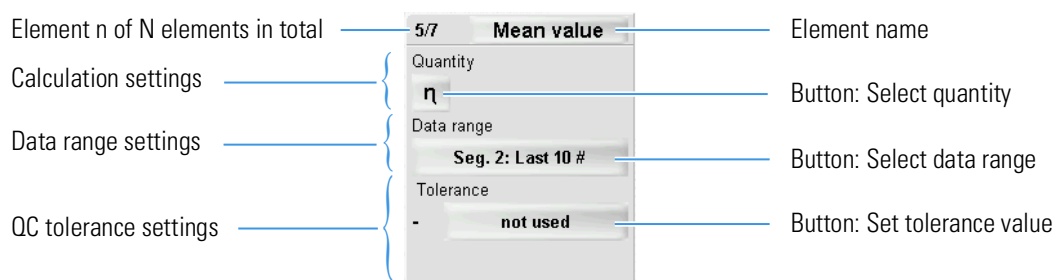 Element n of N elements in total
5/7 Mean value
Element name
Calculation settings
Quantity
η
Button: Select quantity
Data range settings
Data range
Seg. 2: Last 10 #
Button: Select data range
Tolerance
QC tolerance settings
- not used
Button: Set tolerance value